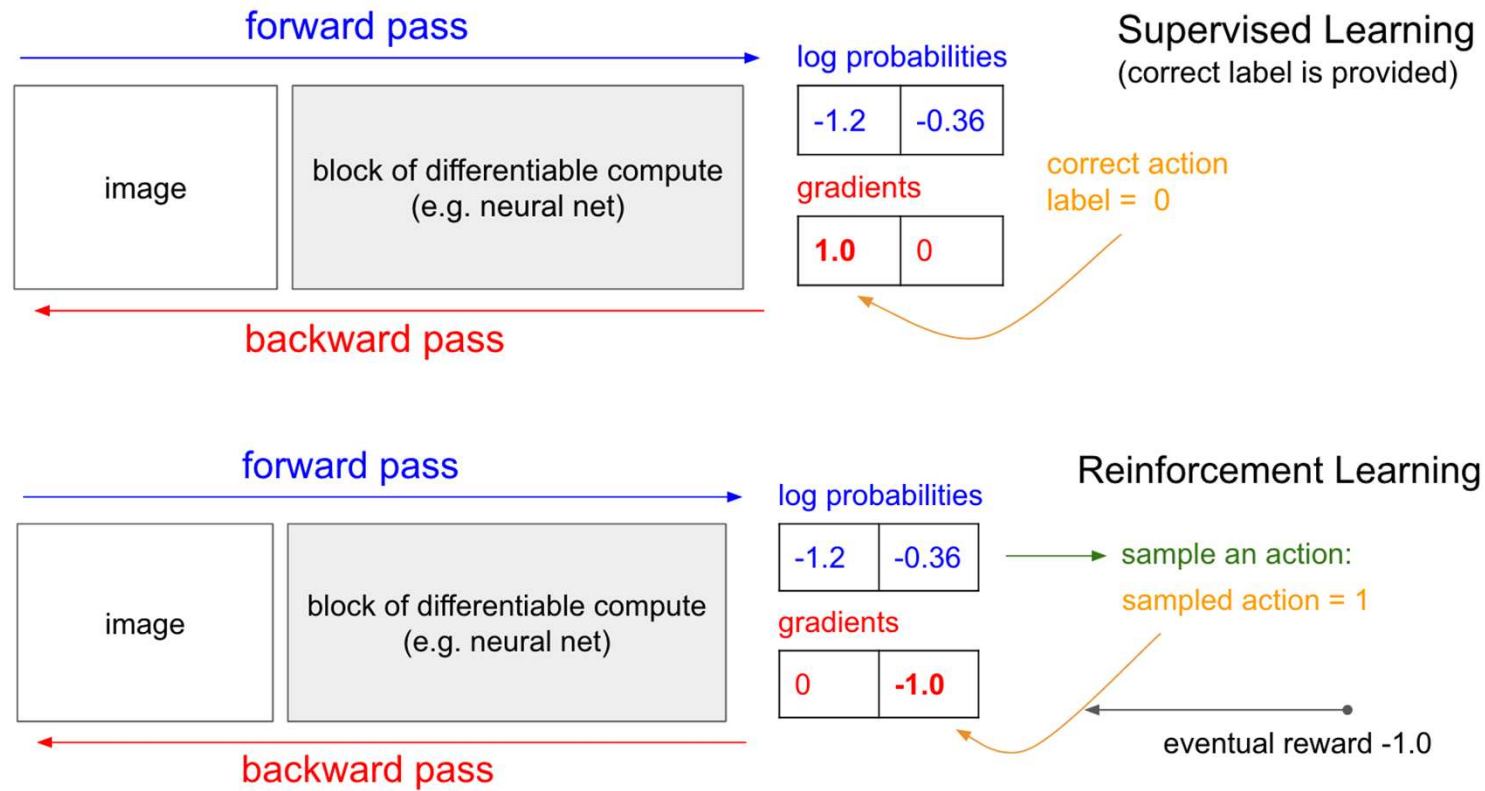 forward pass
Supervised Learning
(correct label is provided)
log probabilities
-1.2 -0.36
image
block of differentiable compute
(e.g. neural net)
correct action
label = 0
gradients
1.0 0
backward pass
forward pass
Reinforcement Learning
log probabilities
-1.2 -0.36
sample an action:
sampled action = 1
image
block of differentiable compute
(e.g. neural net)
gradients
0 -1.0
eventual reward -1.0
backward pass